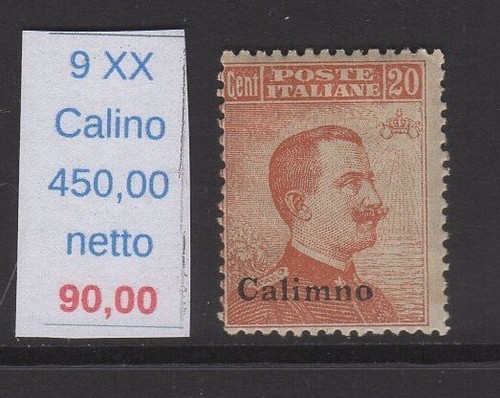 9 XX
Calino
450,00
netto
90,00
Cent POSTE 20
ITALIANE
Calimno